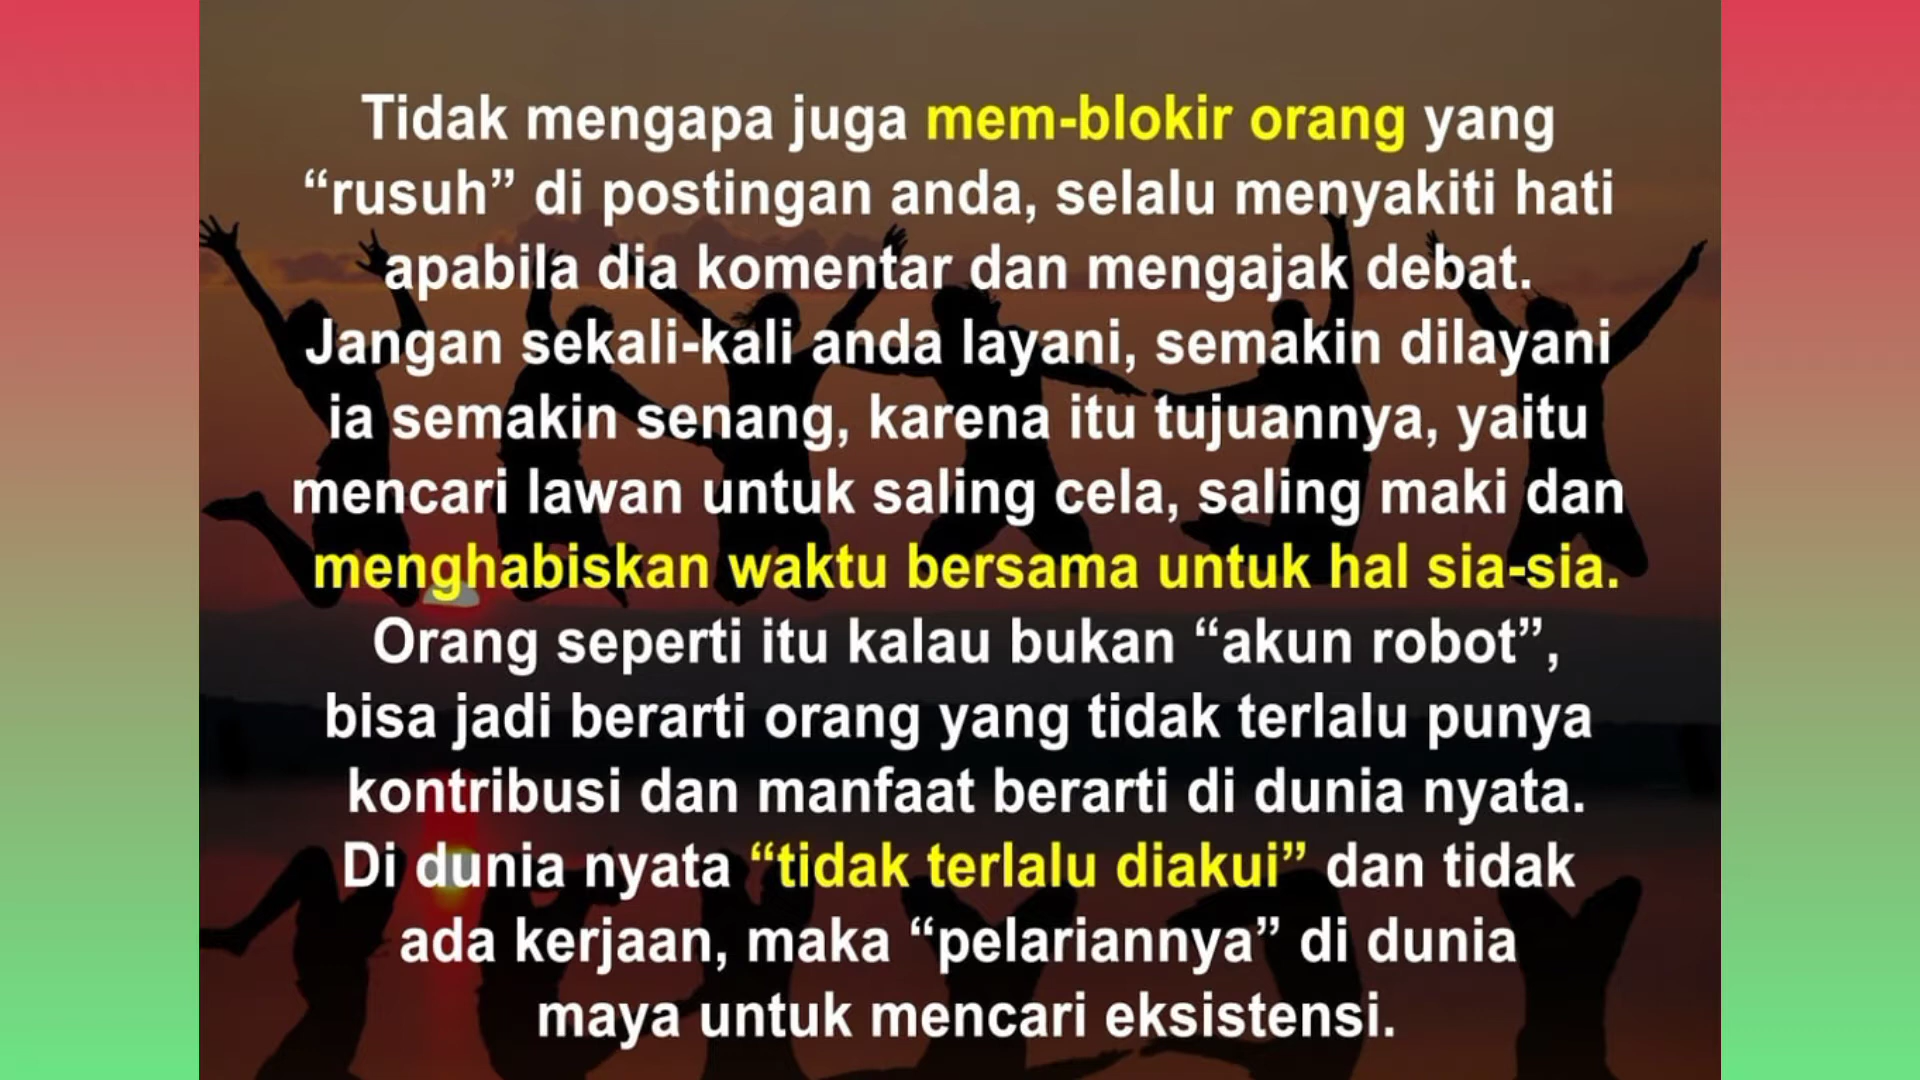 Tidak mengapa juga mem-blokir orang yang
“rusuh” di postingan anda, selalu menyakiti hati
apabila dia komentar dan mengajak debat.
Jangan sekali-kali anda layani, semakin dilayani
ia semakin senang, karena itu tujuannya, yaitu
mencari lawan untuk saling cela, saling maki dan
menghabiskan waktu bersama untuk hal sia-sia.
Orang seperti itu kalau bukan “akun robot”,
bisa jadi berarti orang yang tidak terlalu punya
kontribusi dan manfaat berarti di dunia nyata.
Di dunia nyata “tidak terlalu diakui” dan tidak
ada kerjaan, maka “pelariannya” di dunia
maya untuk mencari eksistensi.